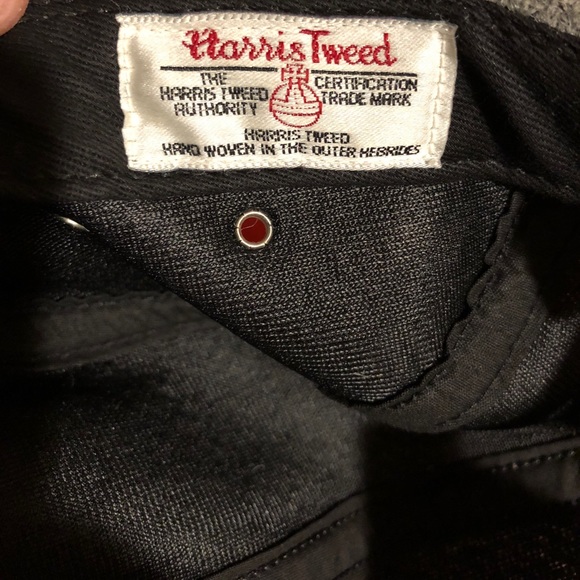 Harris Tweed
THE HARRIS TWEED AUTHORITY
CERTIFICATION TRADE MARK
HARRIS TWEED
HAND WOVEN IN THE OUTER HEBRIDES